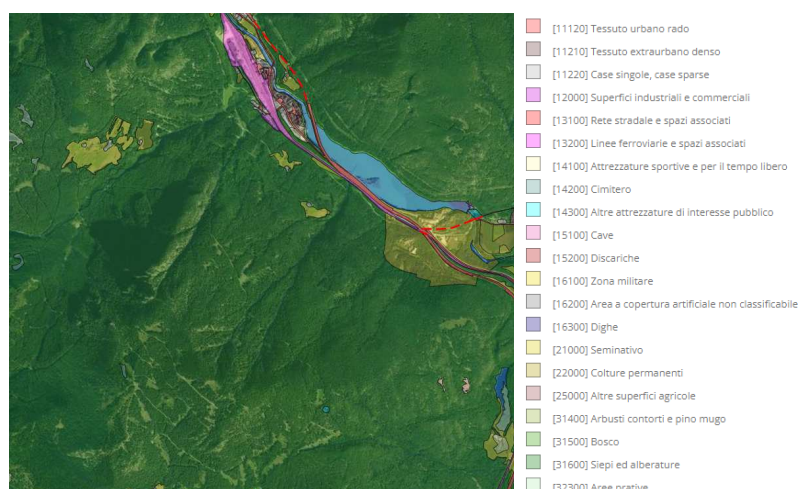 [11120] Tessuto urbano rado
[11210] Tessuto extraurbano denso
[11220] Case singole, case sparse
[12000] Superfici industriali e commerciali
[13100] Rete stradale e spazi associati
[13200] Linee ferroviarie e spazi associati
[14100] Attrezzature sportive e per il tempo libero
[14200] Cimitero
[14300] Altre attrezzature di interesse pubblico
[15100] Cave
[15200] Discariche
[16100] Zona militare
[16200] Area a copertura artificiale non classificabile
[16300] Dighe
[21000] Seminativo
[22000] Colture permanenti
[25000] Altre superfici agricole
[31400] Arbusti contorti e pino mugo
[31500] Bosco
[31600] Siepi ed alberature
[32300] Aree prative